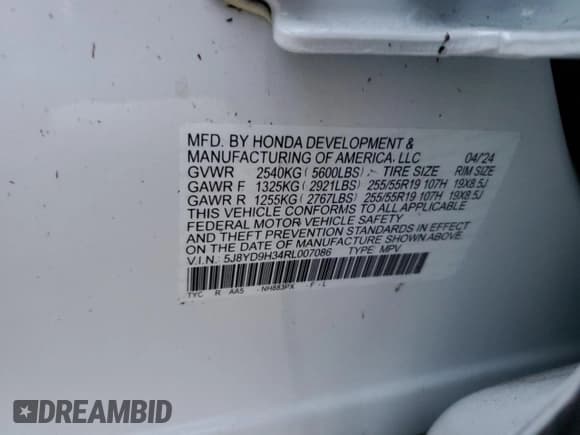 MFD. BY HONDA DEVELOPMENT &
MANUFACTURING OF AMERICA, LLC 04/24
GVWR 2540KG ( 5600LBS) TIRE SIZE RIM SIZE
GAWR F 1325KG ( 2921LBS) 255/55R19 107H 19X8.5J
GAWR R 1255KG ( 2767LBS) 255/55R19 107H 19X8.5J
THIS VEHICLE CONFORMS TO ALL APPLICABLE
FEDERAL MOTOR VEHICLE SAFETY
AND THEFT PREVENTION STANDARDS IN EFFECT
ON THE DATE OF MANUFACTURE SHOWN ABOVE.
V.I.N.: 5J8YD9H34RL007086 TYPE: MPV
TYC R AA5 -NH883PX F - L
DREAMBID